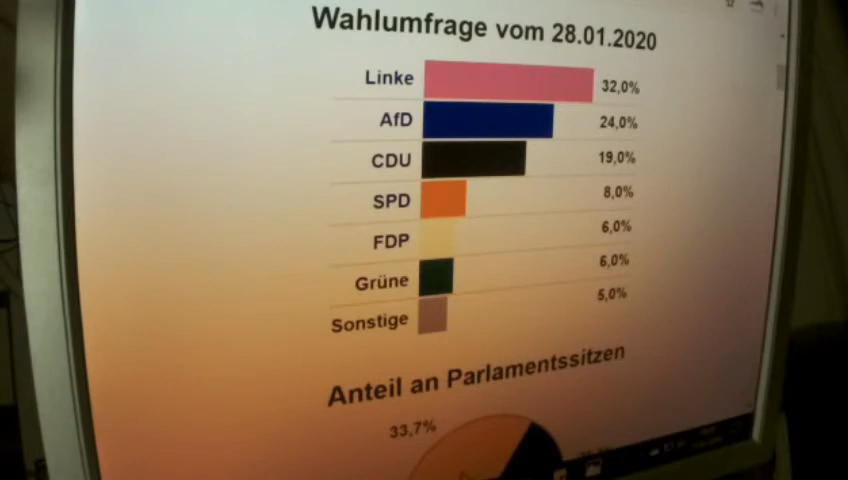 Wahlumfrage vom 28.01.2020
Linke 32,0%
AfD 24,0%
CDU 19,0%
SPD 8,0%
FDP 6,0%
Grüne 6,0%
Sonstige 5,0%
Anteil an Parlamentssitzen
33,7%